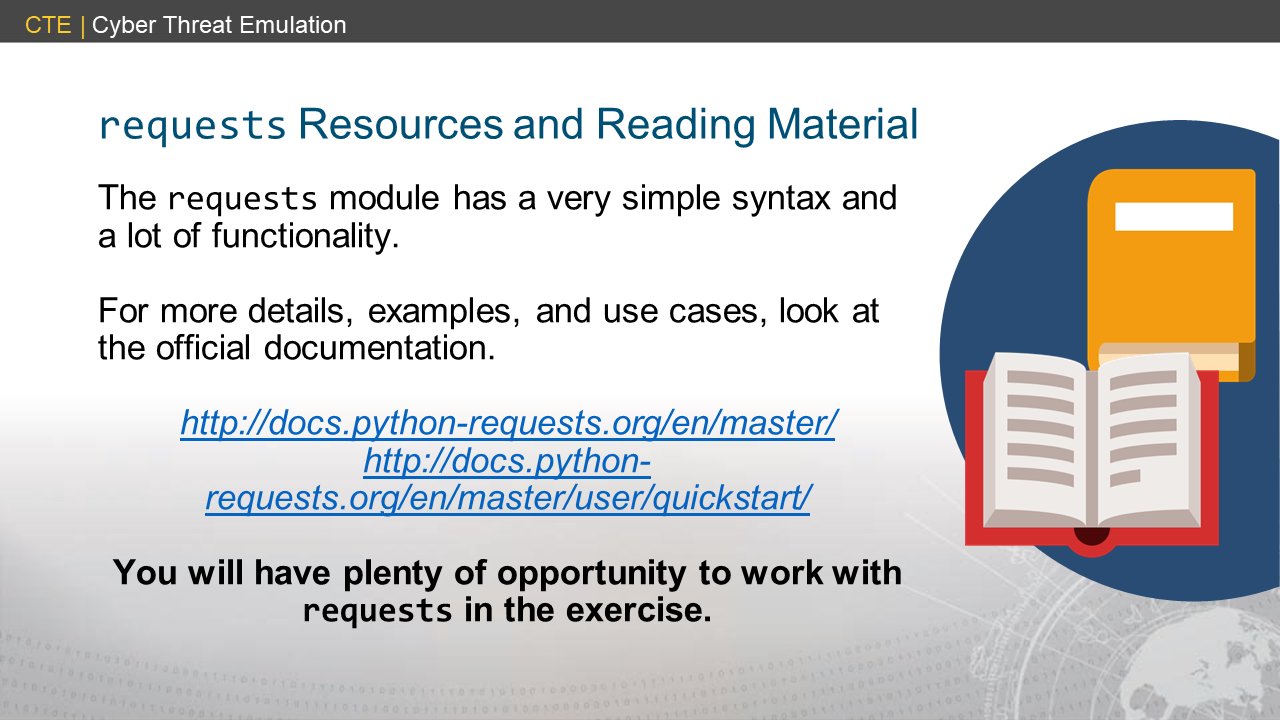 CTE | Cyber Threat Emulation
requests Resources and Reading Material
The requests module has a very simple syntax and
a lot of functionality.
For more details, examples, and use cases, look at
the official documentation.
http://docs.python-requests.org/en/master/
http://docs.python-
requests.org/en/master/user/quickstart/
You will have plenty of opportunity to work with
requests in the exercise.